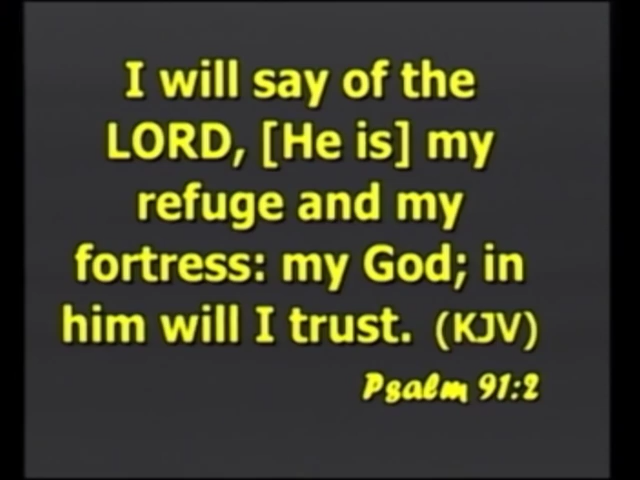 I will say of the
LORD, [He is] my
refuge and my
fortress: my God; in
him will I trust. (KJV)
Psalm 91:2